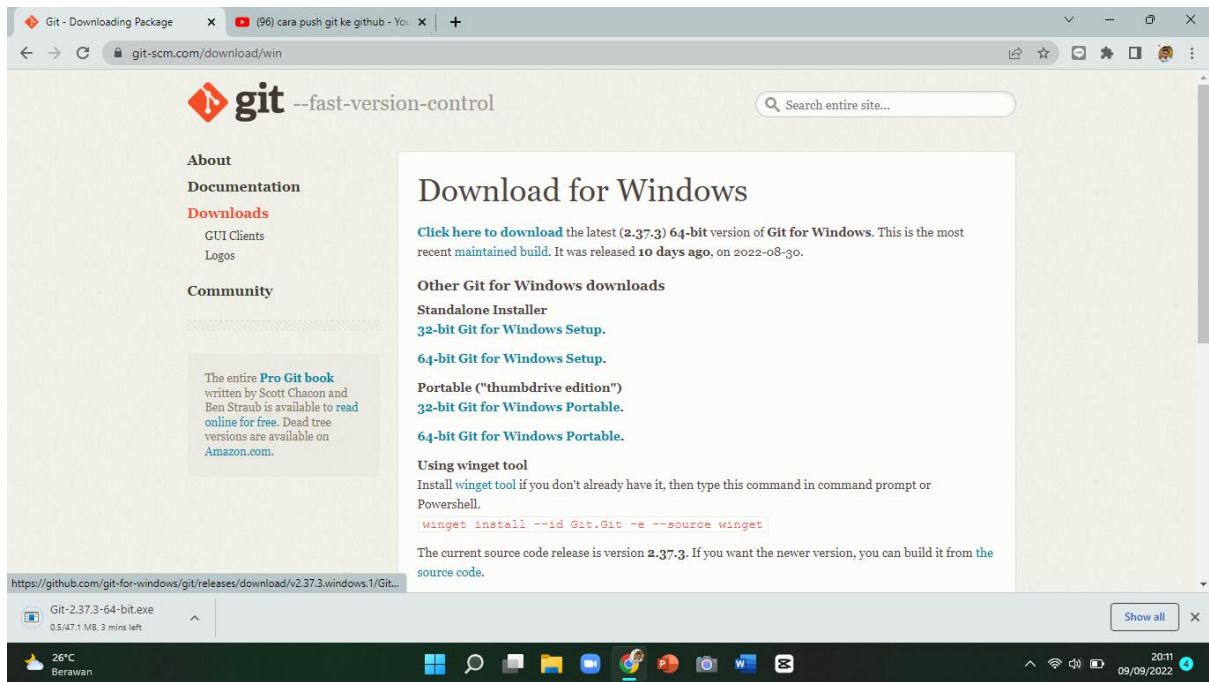 Git - Downloading Package
(96) cara push git ke github - You
git-scm.com/download/win
git --fast-version-control
Search entire site...
About
Documentation
Downloads
GUI Clients
Logos
Community
The entire Pro Git book
written by Scott Chacon and
Ben Straub is available to read
online for free. Dead tree
versions are available on
Amazon.com.
Download for Windows
Click here to download the latest (2.37.3) 64-bit version of Git for Windows. This is the most
recent maintained build. It was released 10 days ago, on 2022-08-30.
Other Git for Windows downloads
Standalone Installer
32-bit Git for Windows Setup.
64-bit Git for Windows Setup.
Portable ("thumbdrive edition")
32-bit Git for Windows Portable.
64-bit Git for Windows Portable.
Using winget tool
Install winget tool if you don't already have it, then type this command in command prompt or
Powershell.
winget install --id Git.Git -e --source winget
The current source code release is version 2.37.3. If you want the newer version, you can build it from the
source code.
https://github.com/git-for-windows/git/releases/download/v2.37.3.windows.1/Git...
Git-2.37.3-64-bit.exe
0.5/47.1 MB, 3 mins left
Show all
26°C
Berawan
20:11
09/09/2022
4